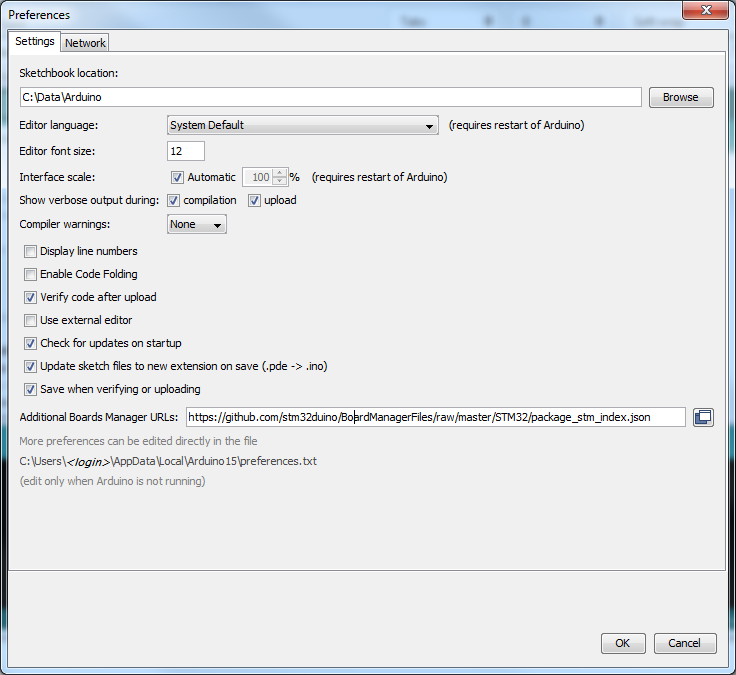 Preferences
Settings Network
Sketchbook location:
C:\Data\Arduino Browse
Editor language: System Default (requires restart of Arduino)
Editor font size: 12
Interface scale: Automatic 100 % (requires restart of Arduino)
Show verbose output during: compilation upload
Compiler warnings: None
Display line numbers
Enable Code Folding
Verify code after upload
Use external editor
Check for updates on startup
Update sketch files to new extension on save (.pde -> .ino)
Save when verifying or uploading
Additional Boards Manager URLs: https://github.com/stm32duino/BoardManagerFiles/raw/master/STM32/package_stm_index.json
More preferences can be edited directly in the file
C:\Users\<login>\AppData\Local\Arduino15\preferences.txt
(edit only when Arduino is not running)
OK Cancel